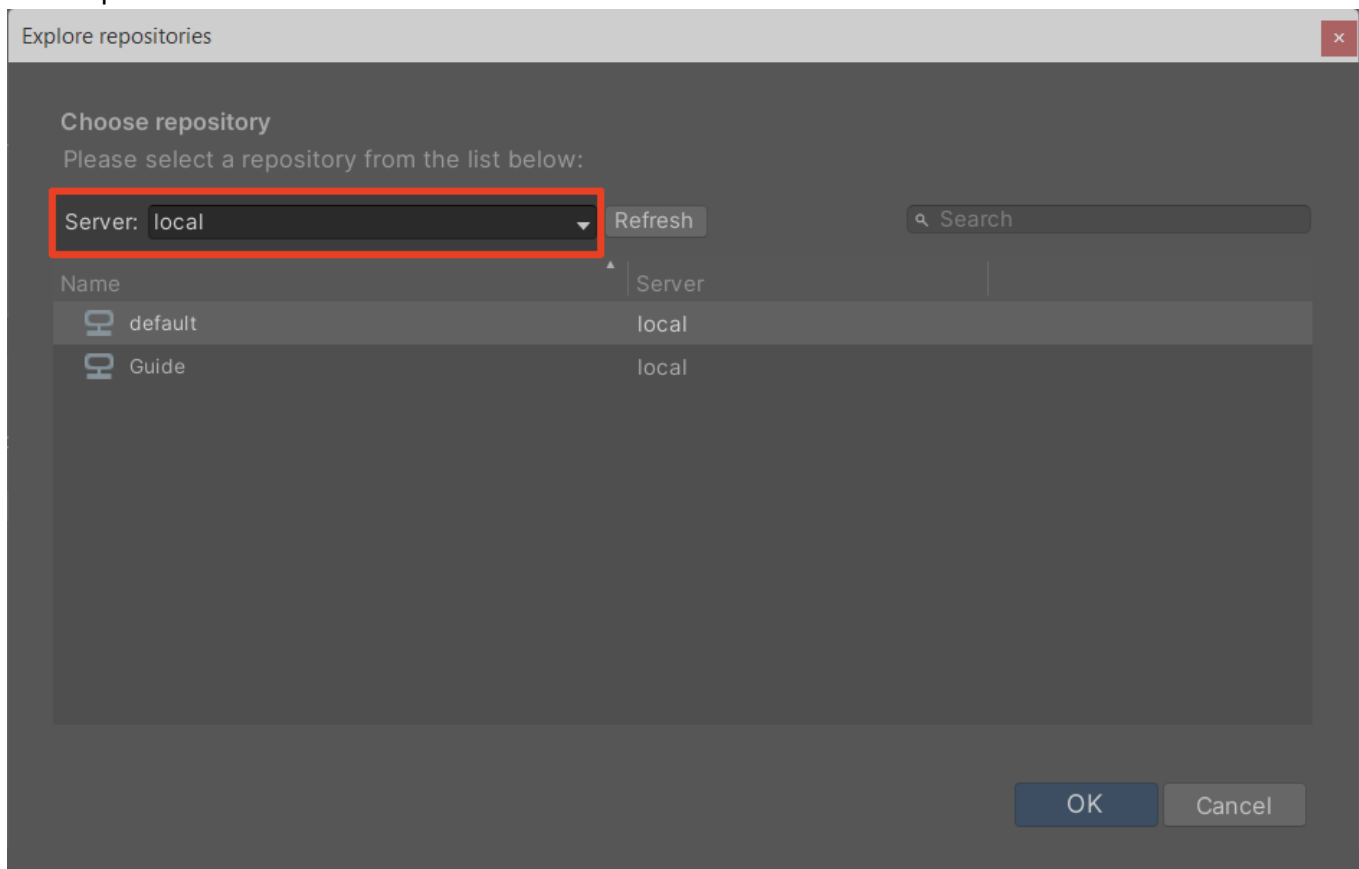 Explore repositories
Choose repository
Please select a repository from the list below:
Server: local Refresh Search
Name Server
default local
Guide local
OK Cancel